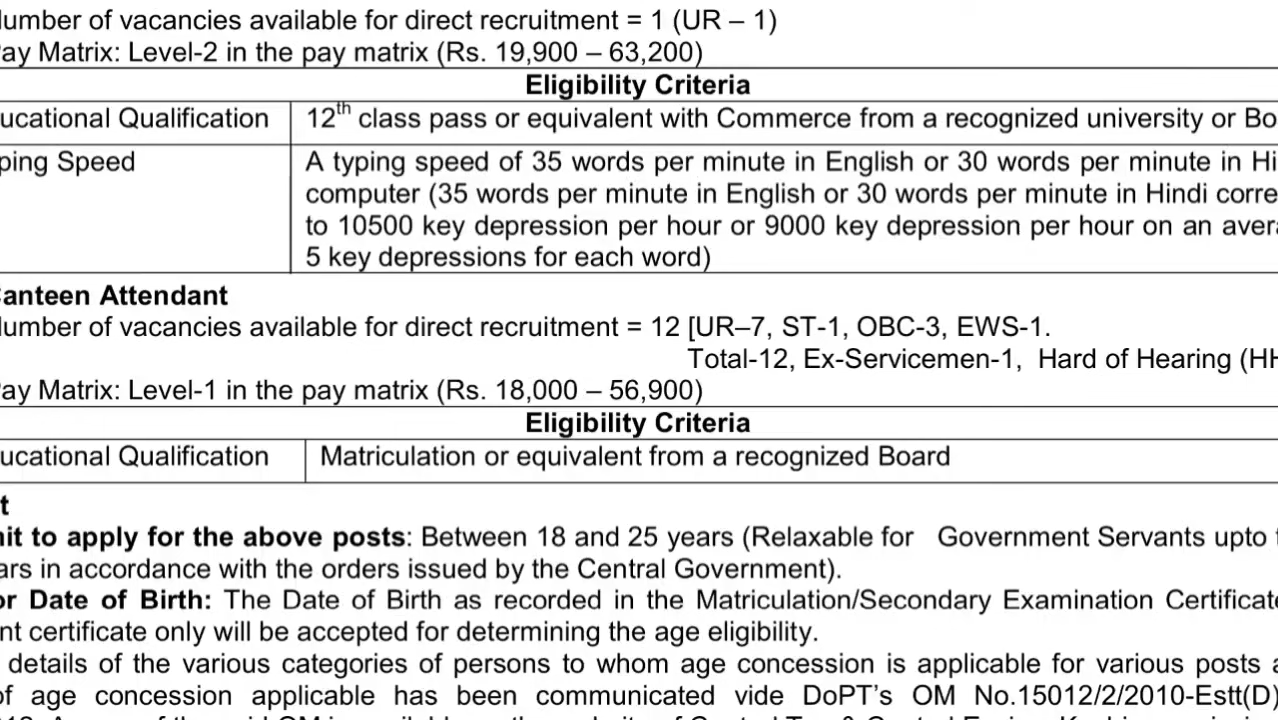 Number of vacancies available for direct recruitment = 1 (UR – 1)
Pay Matrix: Level-2 in the pay matrix (Rs. 19,900 – 63,200)
Eligibility Criteria
ucational Qualification 12th class pass or equivalent with Commerce from a recognized university or Bo
ping Speed A typing speed of 35 words per minute in English or 30 words per minute in Hi
computer (35 words per minute in English or 30 words per minute in Hindi corre
to 10500 key depression per hour or 9000 key depression per hour on an avera
5 key depressions for each word)
Canteen Attendant
Number of vacancies available for direct recruitment = 12 [UR–7, ST-1, OBC-3, EWS-1.
Total-12, Ex-Servicemen-1, Hard of Hearing (HH
Pay Matrix: Level-1 in the pay matrix (Rs. 18,000 – 56,900)
Eligibility Criteria
ucational Qualification Matriculation or equivalent from a recognized Board
t
it to apply for the above posts: Between 18 and 25 years (Relaxable for Government Servants upto
ars in accordance with the orders issued by the Central Government).
or Date of Birth: The Date of Birth as recorded in the Matriculation/Secondary Examination Certificate
nt certificate only will be accepted for determining the age eligibility.
details of the various categories of persons to whom age concession is applicable for various posts a
of age concession applicable has been communicated vide DoPT's OM No.15012/2/2010-Estt(D)